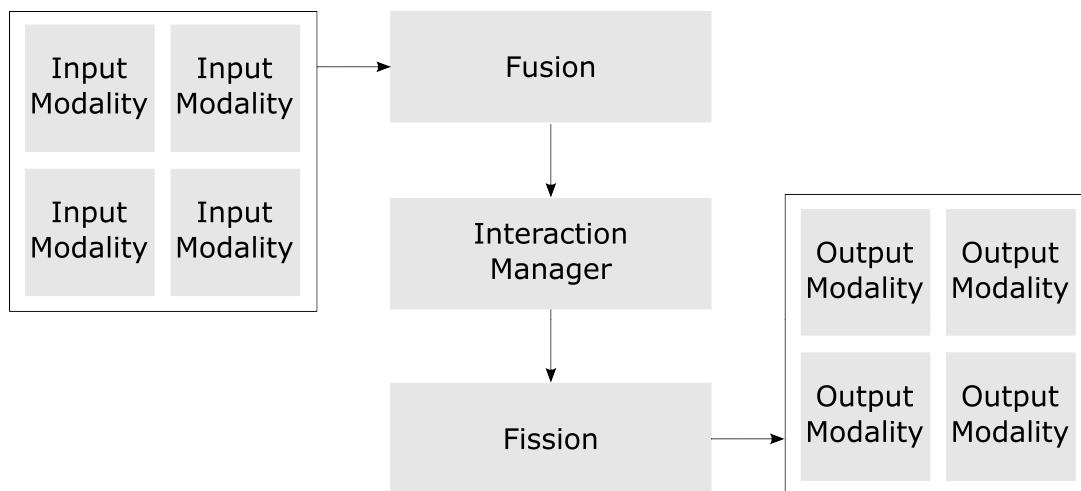 Input
Modality
Input
Modality
Input
Modality
Input
Modality
Fusion
Interaction
Manager
Fission
Output
Modality
Output
Modality
Output
Modality
Output
Modality